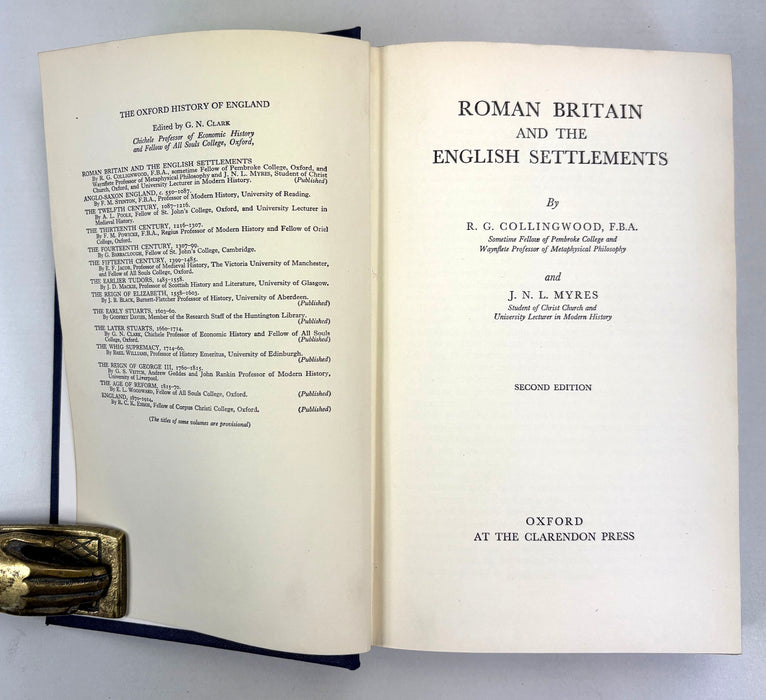 THE OXFORD HISTORY OF ENGLAND
Edited by G. N. CLARK
Chichele Professor of Economic History
and Fellow of All Souls College, Oxford,
ROMAN BRITAIN AND THE ENGLISH SETTLEMENTS
By R. G. COLLINGWOOD, F.B.A., sometime Fellow of Pembroke College, Oxford, and
Waynflete Professor of Metaphysical Philosophy and J. N. L. MYRES, Student of Christ
Church, Oxford, and University Lecturer in Modern History. (Published)
ANGLO-SAXON ENGLAND, c. 550-1087.
By F. M. STENTON, F.B.A., Professor of Modern History, University of Reading.
THE TWELFTH CENTURY, 1087-1216.
By A. L. POOLE, Fellow of St. John's College, Oxford, and University Lecturer in
Medieval History.
THE THIRTEENTH CENTURY, 1216-1307.
By F. M. POWICKE, F.B.A., Regius Professor of Modern History and Fellow of Oriel
College, Oxford.
THE FOURTEENTH CENTURY, 1307-99.
By G. BARRACLOUGH, Fellow of St. John's College, Cambridge.
THE FIFTEENTH CENTURY, 1399-1485.
By E. F. JACOB, Professor of Medieval History, The Victoria University of Manchester,
and Fellow of All Souls College, Oxford.
THE EARLIER TUDORS, 1485-1558.
By J. D. MACKIE, Professor of Scottish History and Literature, University of Glasgow.
THE REIGN OF ELIZABETH, 1558-1603.
By J. B. BLACK, Burnett-Fletcher Professor of History, University of Aberdeen.
(Published)
THE EARLY STUARTS, 1603-60.
By GODFREY DAVIES, Member of the Research Staff of the Huntington Library.
(Published)
THE LATER STUARTS, 1660-1714.
By G. N. CLARK, Chichele Professor of Economic History and Fellow of All Souls
College, Oxford. (Published)
THE WHIG SUPREMACY, 1714-60.
By BASIL WILLIAMS, Professor of History Emeritus, University of Edinburgh.
(Published)
THE REIGN OF GEORGE III, 1760-1815.
By G. S. VEITCH, Andrew Geddes and John Rankin Professor of Modern History,
University of Liverpool.
THE AGE OF REFORM, 1815-70.
By E. L. WOODWARD, Fellow of All Souls College, Oxford. (Published)
ENGLAND, 1870-1914.
By R. C. K. ENSOR, Fellow of Corpus Christi College, Oxford. (Published)
(The titles of some volumes are provisional)
ROMAN BRITAIN
AND THE
ENGLISH SETTLEMENTS
By
R. G. COLLINGWOOD, F.B.A.
Sometime Fellow of Pembroke College and
Waynflete Professor of Metaphysical Philosophy
and
J. N. L. MYRES
Student of Christ Church and
University Lecturer in Modern History
SECOND EDITION
OXFORD
AT THE CLARENDON PRESS